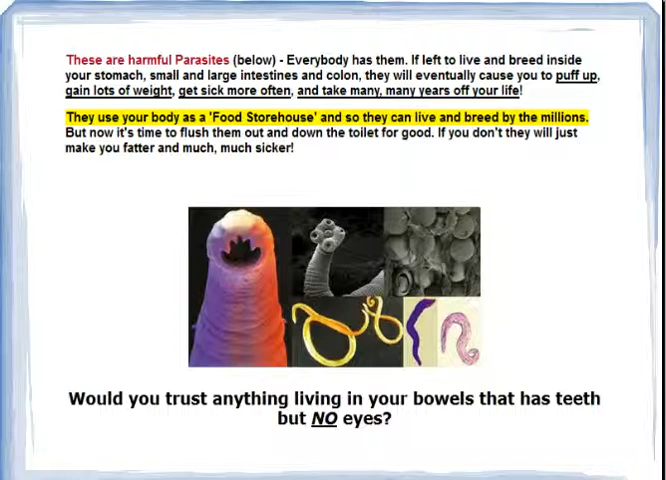 These are harmful Parasites (below) - Everybody has them. If left to live and breed inside
your stomach, small and large intestines and colon, they will eventually cause you to puff up,
gain lots of weight, get sick more often, and take many, many years off your life!
They use your body as a 'Food Storehouse' and so they can live and breed by the millions.
But now it's time to flush them out and down the toilet for good. If you don't they will just
make you fatter and much, much sicker!
Would you trust anything living in your bowels that has teeth
but NO eyes?